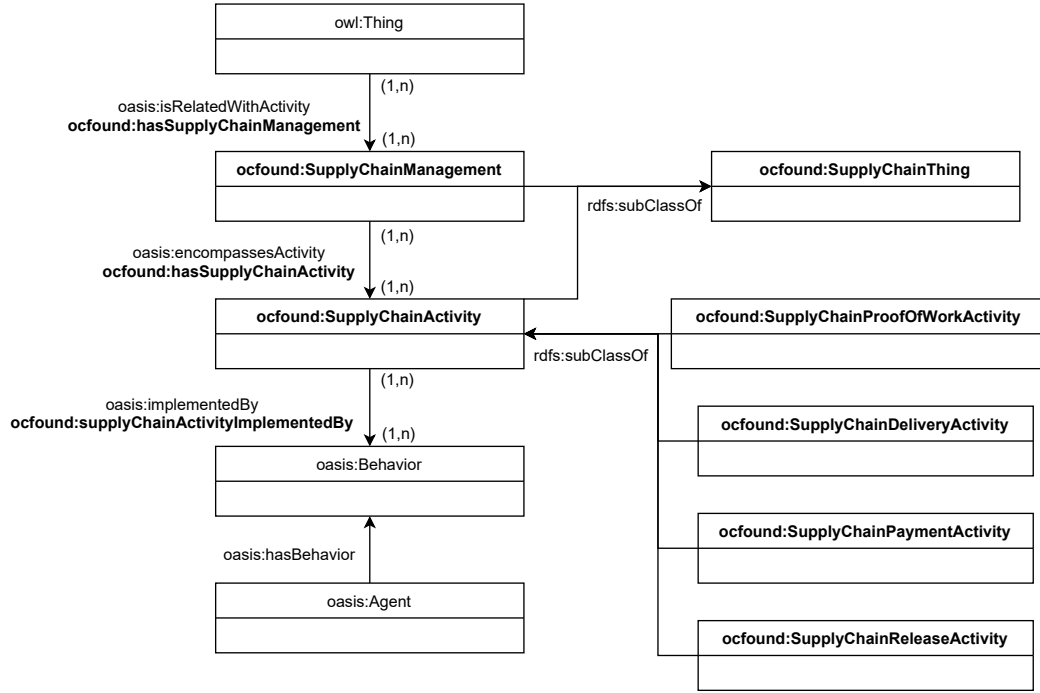 owl:Thing
(1,n)
oasis:isRelatedWithActivity
ocfound:hasSupplyChainManagement
(1,n)
ocfound:SupplyChainManagement
ocfound:SupplyChainThing
rdfs:subClassOf
(1,n)
oasis:encompassesActivity
ocfound:hasSupplyChainActivity
(1,n)
ocfound:SupplyChainActivity
ocfound:SupplyChainProofOfWorkActivity
rdfs:subClassOf
(1,n)
oasis:implementedBy
ocfound:supplyChainActivityImplementedBy
(1,n)
ocfound:SupplyChainDeliveryActivity
oasis:Behavior
ocfound:SupplyChainPaymentActivity
oasis:hasBehavior
oasis:Agent
ocfound:SupplyChainReleaseActivity